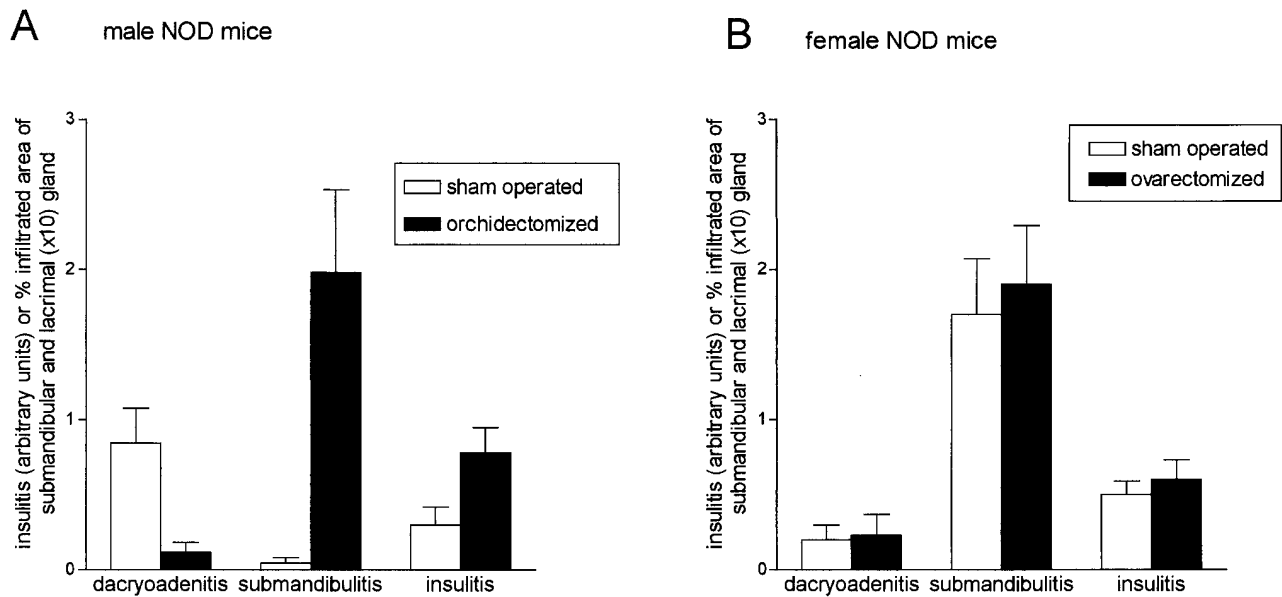 A
male NOD mice
insulitis (arbitrary units) or % infiltrated area of
submandibular and lacrimal (x10) gland
3
2
1
0
sham operated
orchidectomized
dacryoadenitis
submandibulitis
insulitis
B
female NOD mice
insulitis (arbitrary units) or % infiltrated area of
submandibular and lacrimal (x10) gland
3
2
1
0
sham operated
ovarectomized
dacryoadenitis
submandibulitis
insulitis